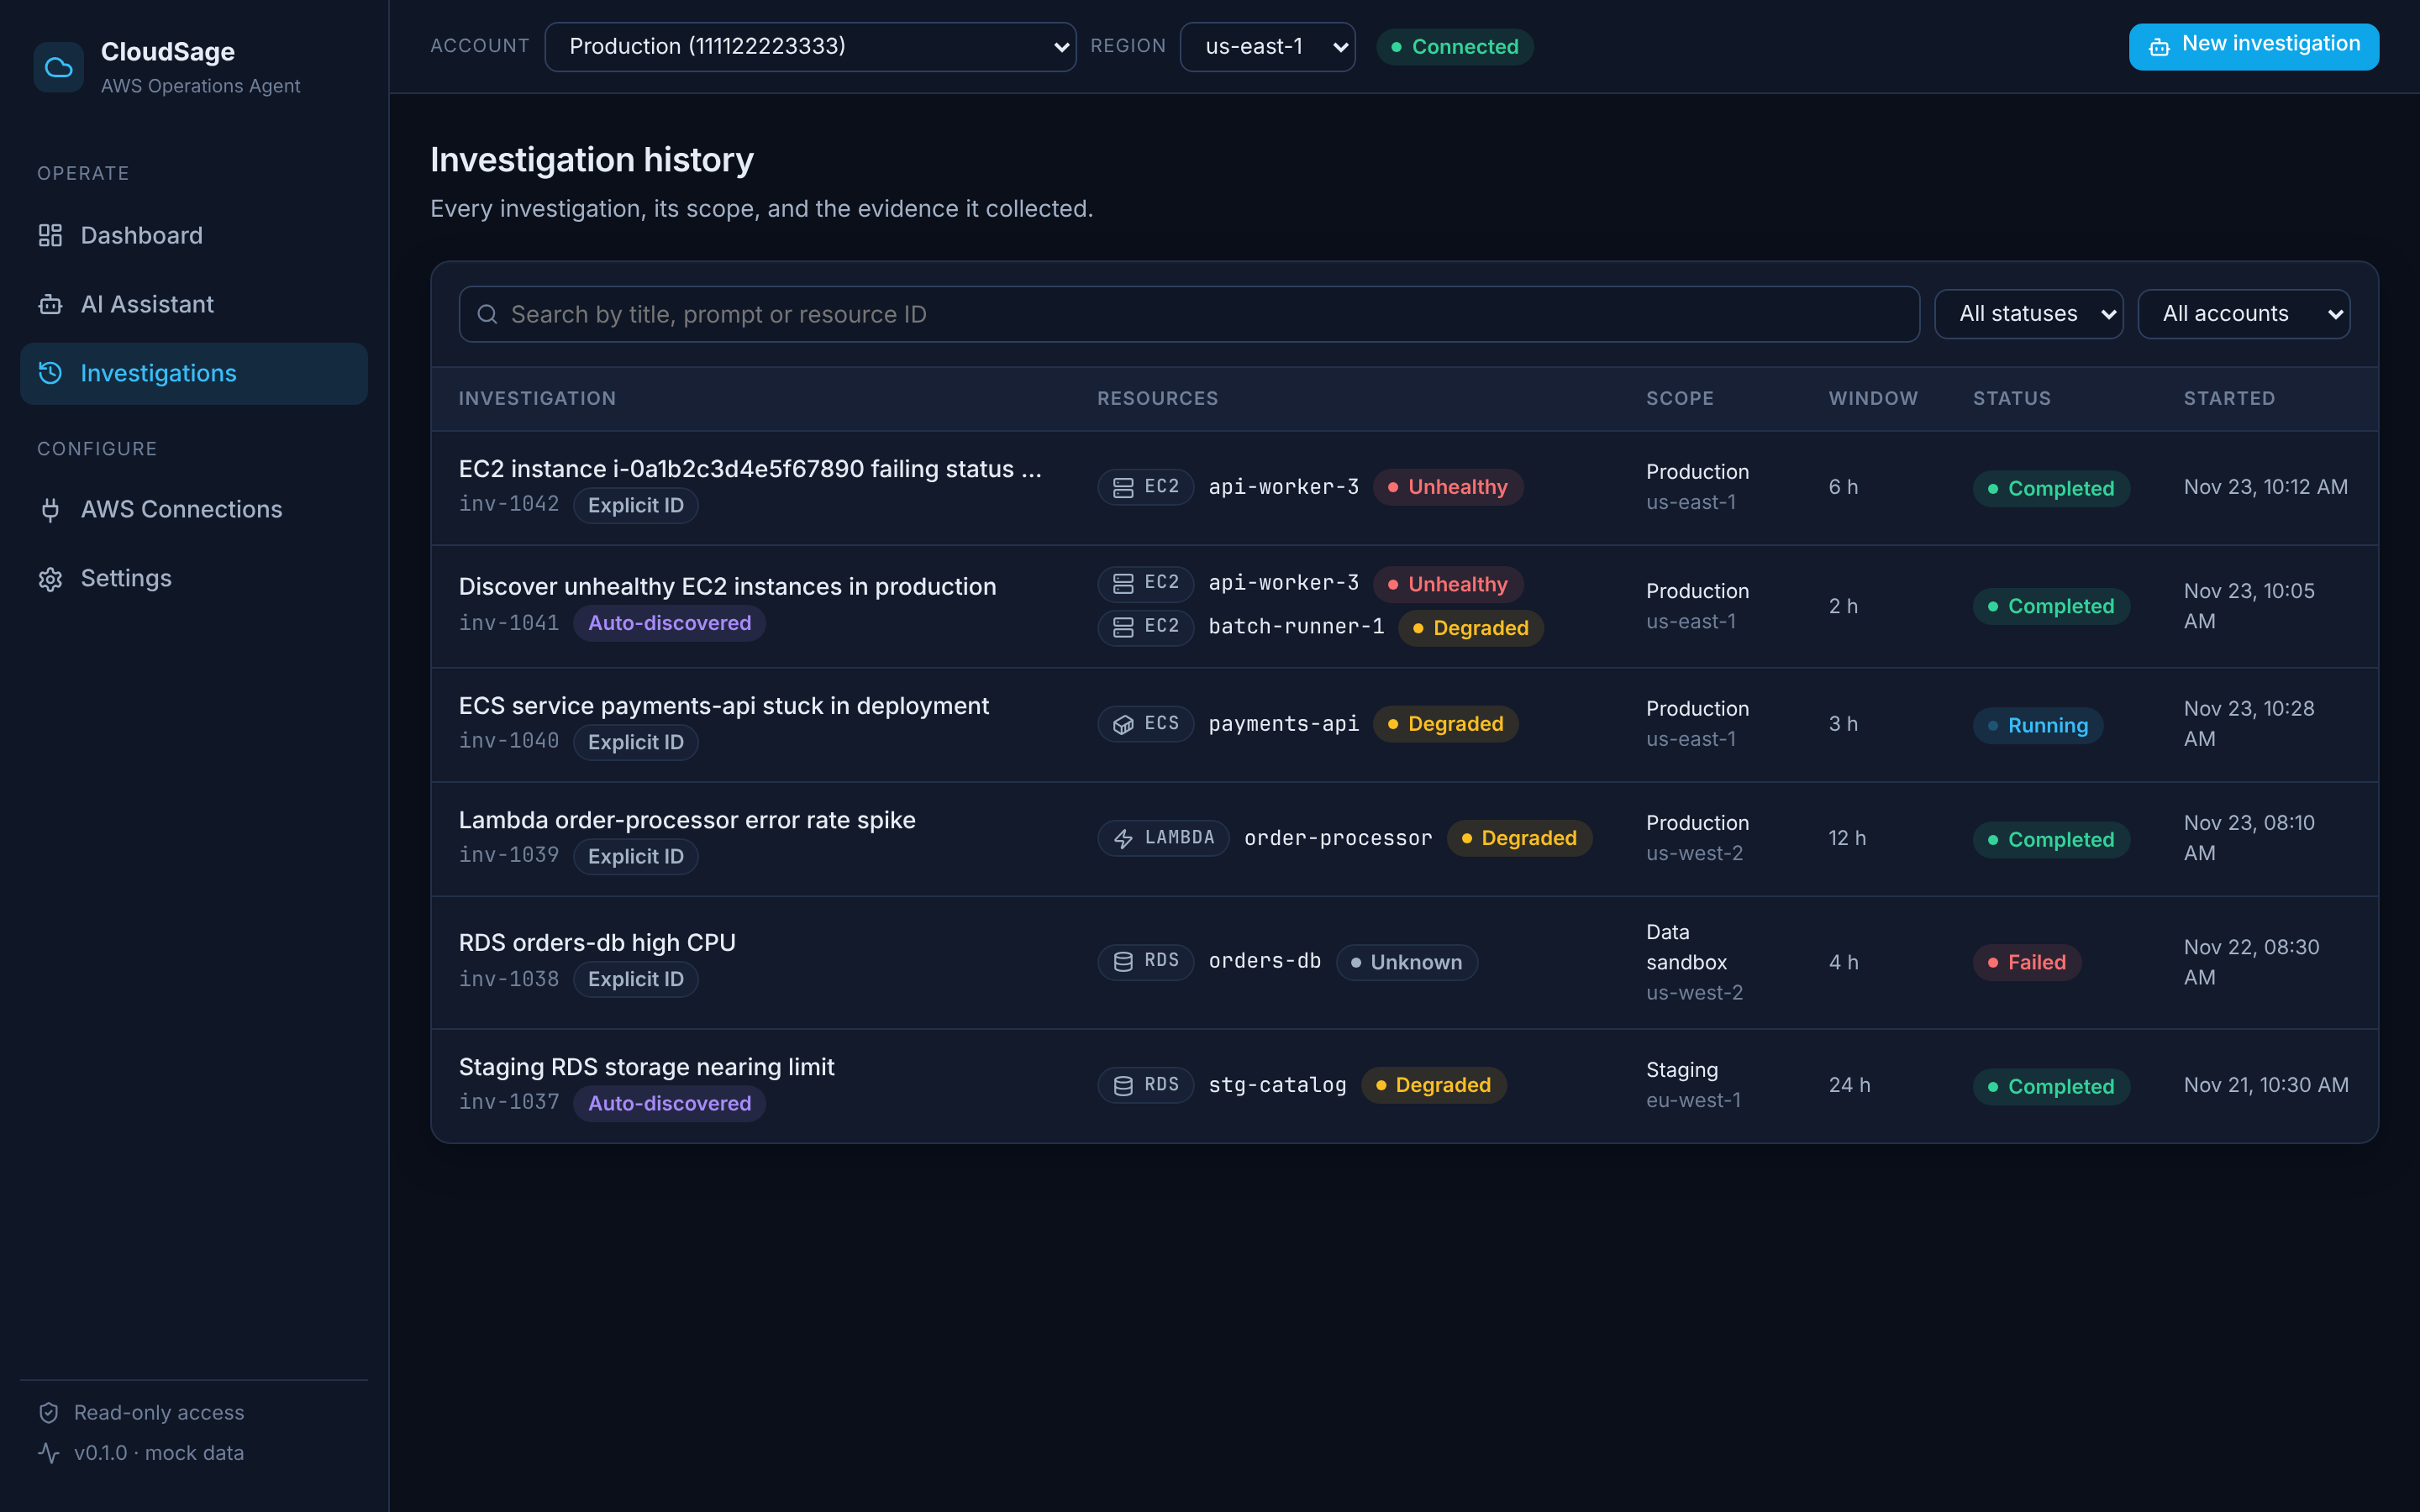 CloudSage
AWS Operations Agent
OPERATE
Dashboard
AI Assistant
Investigations
CONFIGURE
AWS Connections
Settings
Read-only access
v0.1.0 · mock data
ACCOUNT Production (111122223333) REGION us-east-1 Connected New investigation
Investigation history
Every investigation, its scope, and the evidence it collected.
Search by title, prompt or resource ID All statuses All accounts
INVESTIGATION RESOURCES SCOPE WINDOW STATUS STARTED
EC2 instance i-0a1b2c3d4e5f67890 failing status ...
inv-1042 Explicit ID
EC2 api-worker-3 Unhealthy
Production
us-east-1
6 h
Completed
Nov 23, 10:12 AM
Discover unhealthy EC2 instances in production
inv-1041 Auto-discovered
EC2 api-worker-3 Unhealthy
EC2 batch-runner-1 Degraded
Production
us-east-1
2 h
Completed
Nov 23, 10:05
AM
ECS service payments-api stuck in deployment
inv-1040 Explicit ID
ECS payments-api Degraded
Production
us-east-1
3 h
Running
Nov 23, 10:28
AM
Lambda order-processor error rate spike
inv-1039 Explicit ID
LAMBDA order-processor Degraded
Production
us-west-2
12 h
Completed
Nov 23, 08:10
AM
RDS orders-db high CPU
inv-1038 Explicit ID
RDS orders-db Unknown
Data
sandbox
us-west-2
4 h
Failed
Nov 22, 08:30
AM
Staging RDS storage nearing limit
inv-1037 Auto-discovered
RDS stg-catalog Degraded
Staging
eu-west-1
24 h
Completed
Nov 21, 10:30 AM